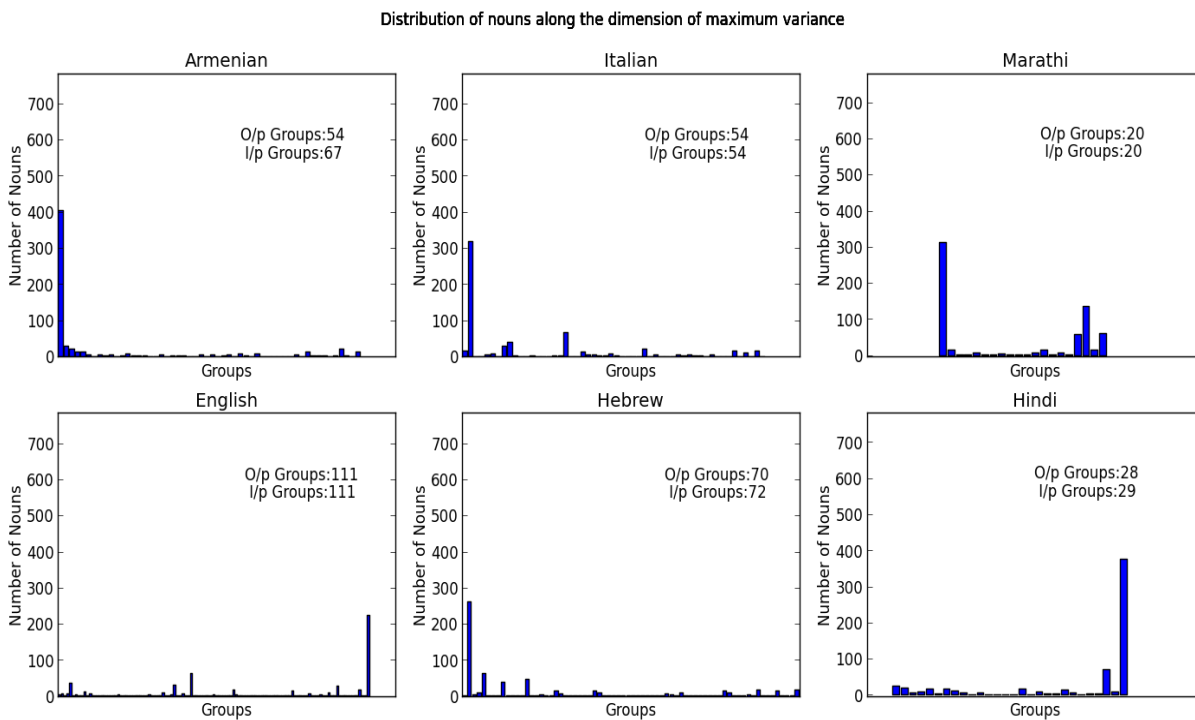 Distribution of nouns along the dimension of maximum variance
Armenian
Number of Nouns
700
600
500
400
300
200
100
0
O/p Groups:54
I/p Groups:67
Groups
Italian
Number of Nouns
700
600
500
400
300
200
100
0
O/p Groups:54
I/p Groups:54
Groups
Marathi
Number of Nouns
700
600
500
400
300
200
100
0
O/p Groups:20
I/p Groups:20
Groups
English
Number of Nouns
700
600
500
400
300
200
100
0
O/p Groups:111
I/p Groups:111
Groups
Hebrew
Number of Nouns
700
600
500
400
300
200
100
0
O/p Groups:70
I/p Groups:72
Groups
Hindi
Number of Nouns
700
600
500
400
300
200
100
0
O/p Groups:28
I/p Groups:29
Groups